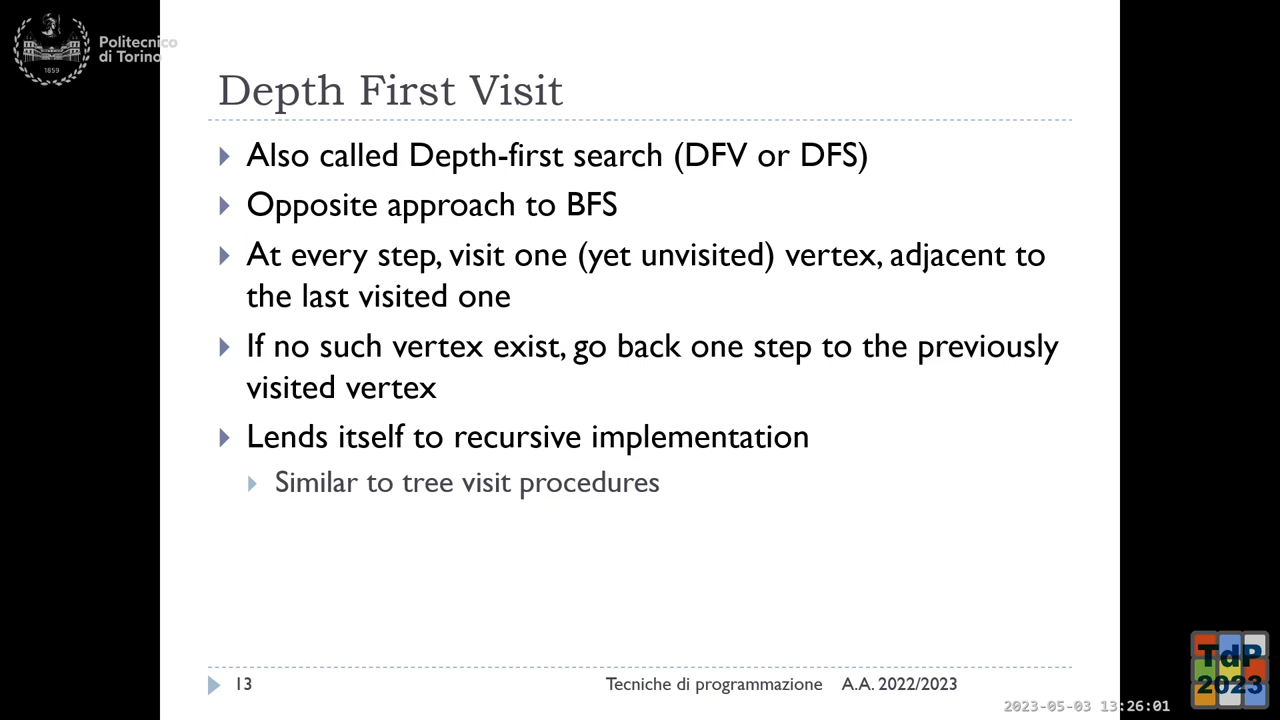 Politecnico
di Torino
1859
Depth First Visit
Also called Depth-first search (DFV or DFS)
Opposite approach to BFS
At every step, visit one (yet unvisited) vertex, adjacent to
the last visited one
If no such vertex exist, go back one step to the previously
visited vertex
Lends itself to recursive implementation
Similar to tree visit procedures
13
Tecniche di programmazione A.A. 2022/2023
2023-05-03 13:26:01
TdP
2023